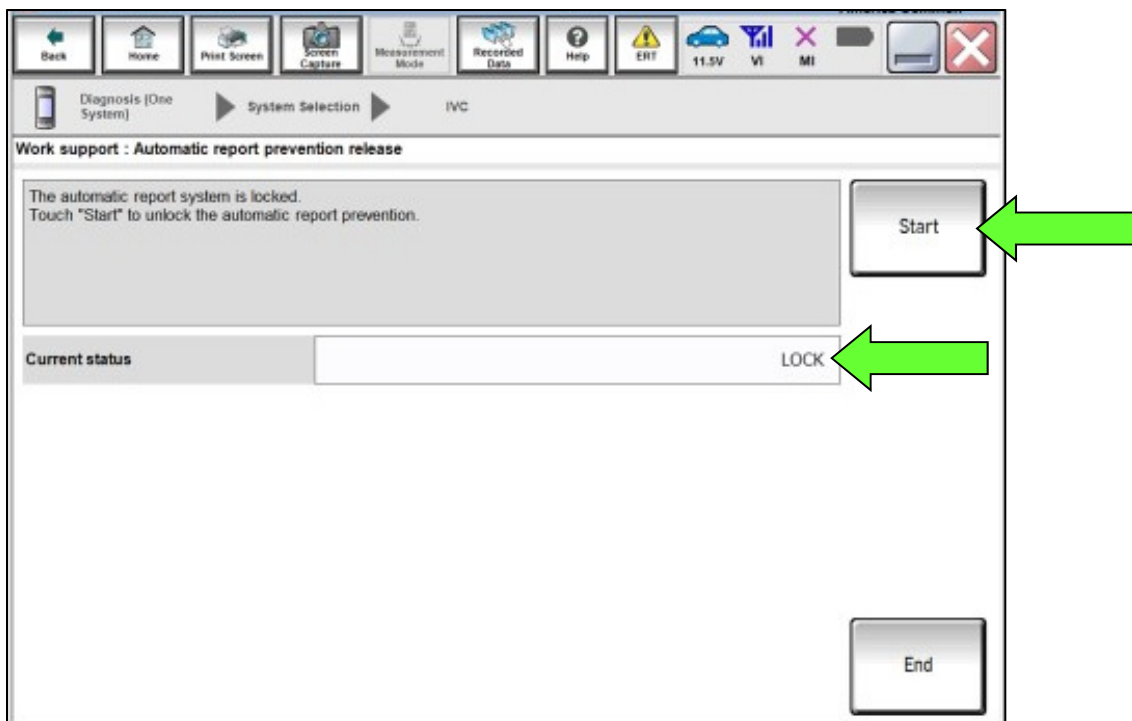 Back
Home
Print Screen
Screen
Capture
Measurement
Mode
Recorded
Data
Help
ERT
11.5V
VI
MI
Diagnosis (One
System)
System Selection
IVC
Work support : Automatic report prevention release
The automatic report system is locked.
Touch "Start" to unlock the automatic report prevention.
Start
Current status
LOCK
End